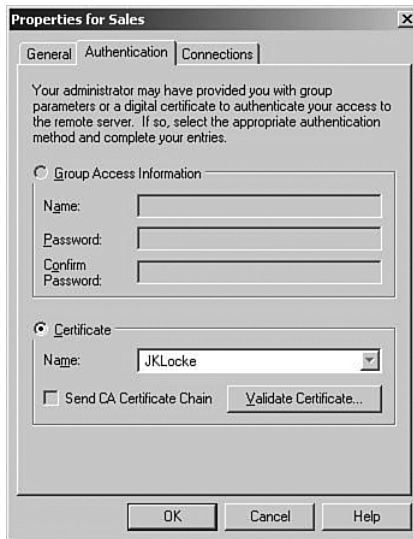 Properties for Sales
General Authentication Connections
Your administrator may have provided you with group
parameters or a digital certificate to authenticate your access to
the remote server. If so, select the appropriate authentication
method and complete your entries.
Group Access Information
Name:
Password:
Confirm
Password:
Certificate
Name: JKLocke
Send CA Certificate Chain Validate Certificate...
OK Cancel Help